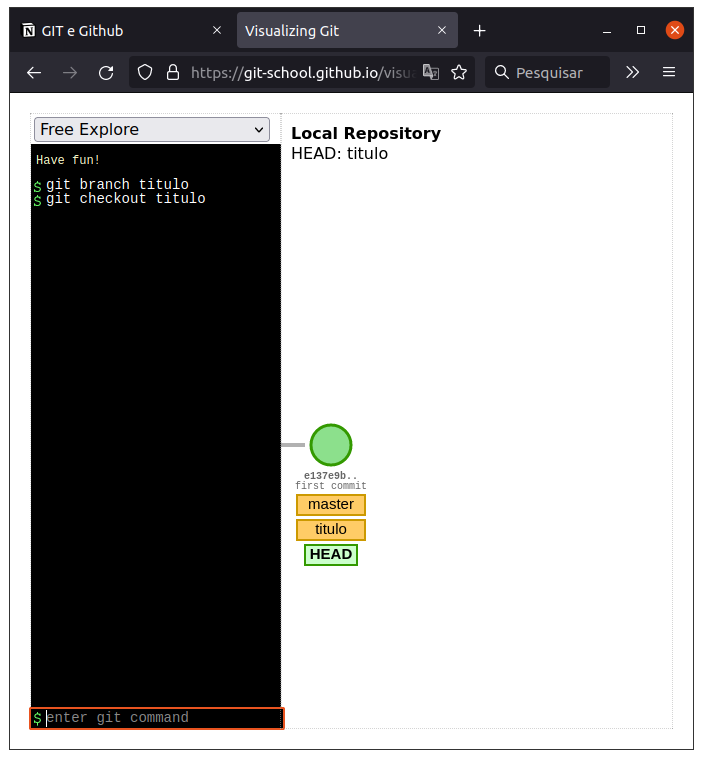 GIT e Github
Visualizing Git
https://git-school.github.io/visu
Pesquisar
Free Explore
Have fun!
$ git branch titulo
$ git checkout titulo
Local Repository
HEAD: titulo
e137e9b..
first commit
master
titulo
HEAD
$ enter git command